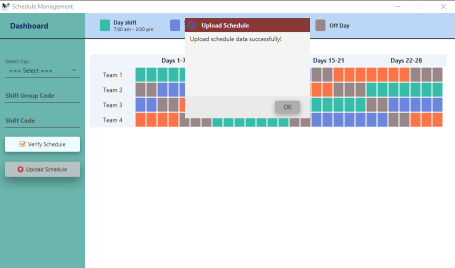 Schedule Management
Dashboard
Day shift
7:00 am - 3:00 pm
Off Day
Upload Schedule
Upload schedule data successfully!
OK
Select Day
=== Select ===
Shift Group Code
Shift Code
Verify Schedule
Upload Schedule
Days 1-7
Days 15-21
Days 22-28
Team 1
Team 2
Team 3
Team 4